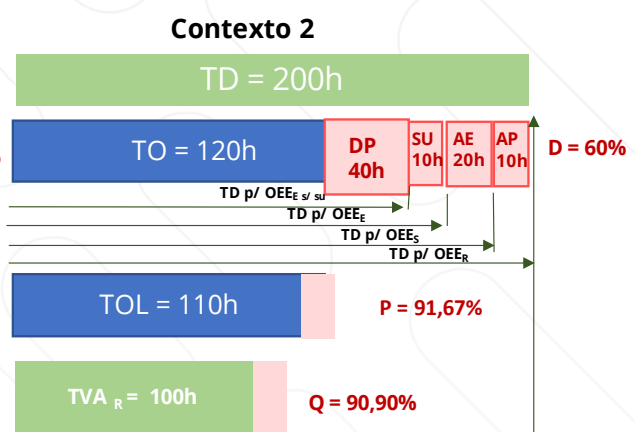 Contexto 2
TD = 200h
TO = 120h
DP
40h
SU
10h
AE
20h
AP
10h
D = 60%
TD p/ OEEE s/ su
TD p/ OEEE
TD p/ OEES
TD p/ OEER
TOL = 110h
P = 91,67%
TVA R = 100h
Q = 90,90%